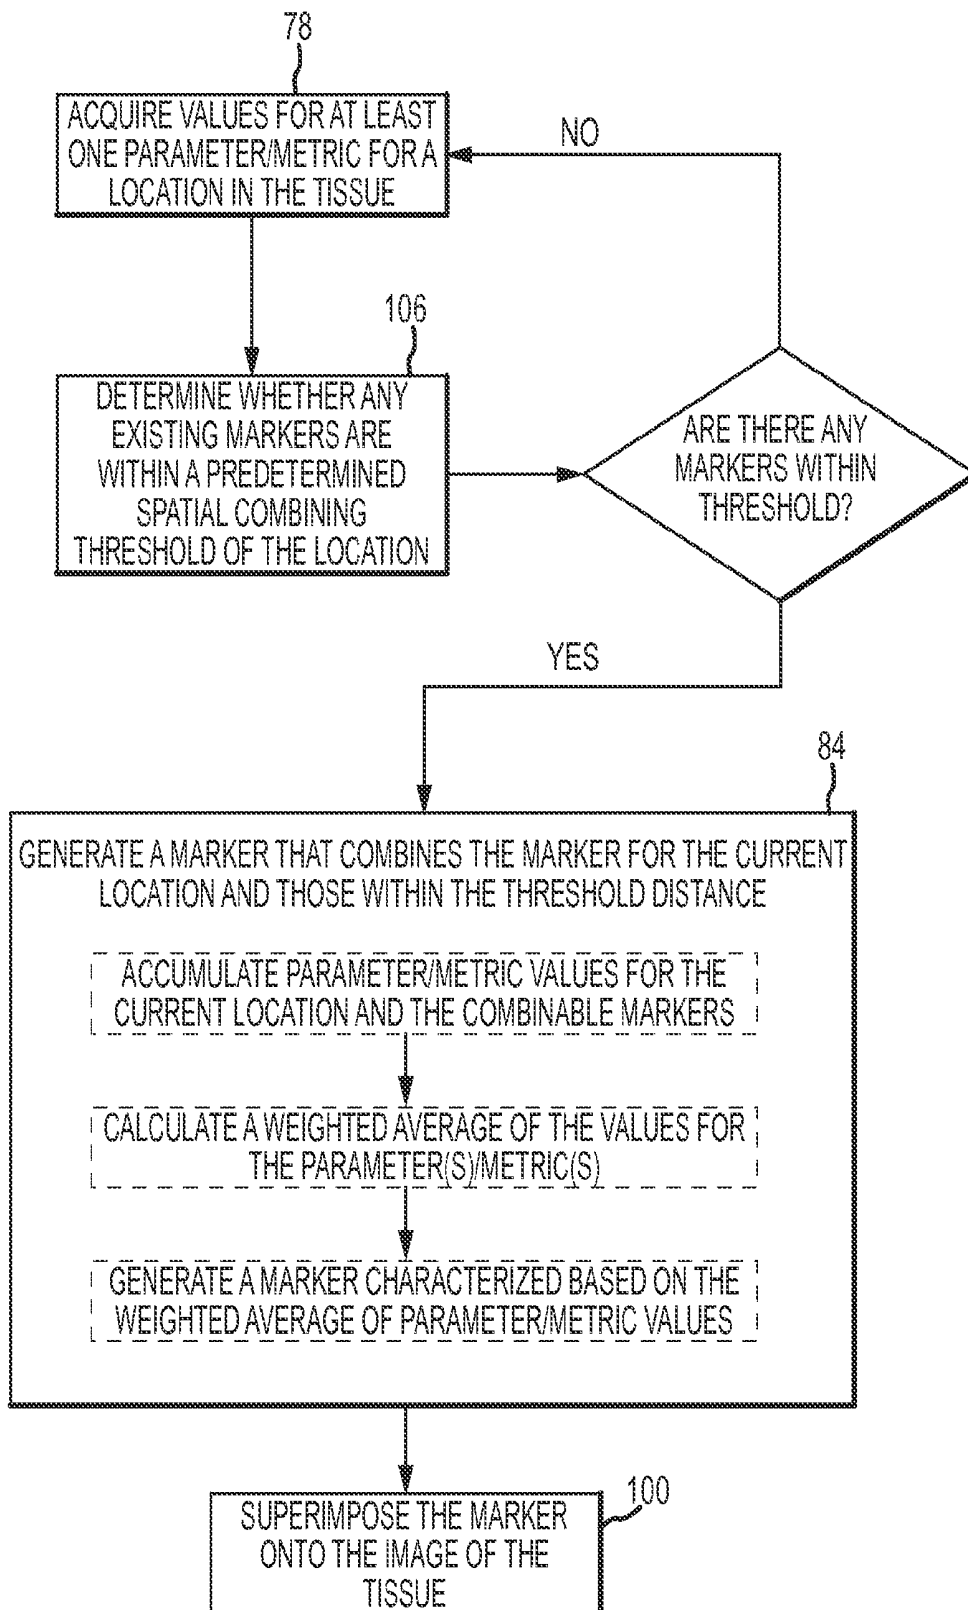 78
ACQUIRE VALUES FOR AT LEAST
ONE PARAMETER/METRIC FOR A
LOCATION IN THE TISSUE
NO
106
DETERMINE WHETHER ANY
EXISTING MARKERS ARE
WITHIN A PREDETERMINED
SPATIAL COMBINING
THRESHOLD OF THE LOCATION
ARE THERE ANY
MARKERS WITHIN
THRESHOLD?
YES
84
GENERATE A MARKER THAT COMBINES THE MARKER FOR THE CURRENT
LOCATION AND THOSE WITHIN THE THRESHOLD DISTANCE
ACCUMULATE PARAMETER/METRIC VALUES FOR THE
CURRENT LOCATION AND THE COMBINABLE MARKERS
CALCULATE A WEIGHTED AVERAGE OF THE VALUES FOR
THE PARAMETER(S)/METRIC(S)
GENERATE A MARKER CHARACTERIZED BASED ON THE
WEIGHTED AVERAGE OF PARAMETER/METRIC VALUES
100
SUPERIMPOSE THE MARKER
ONTO THE IMAGE OF THE
TISSUE